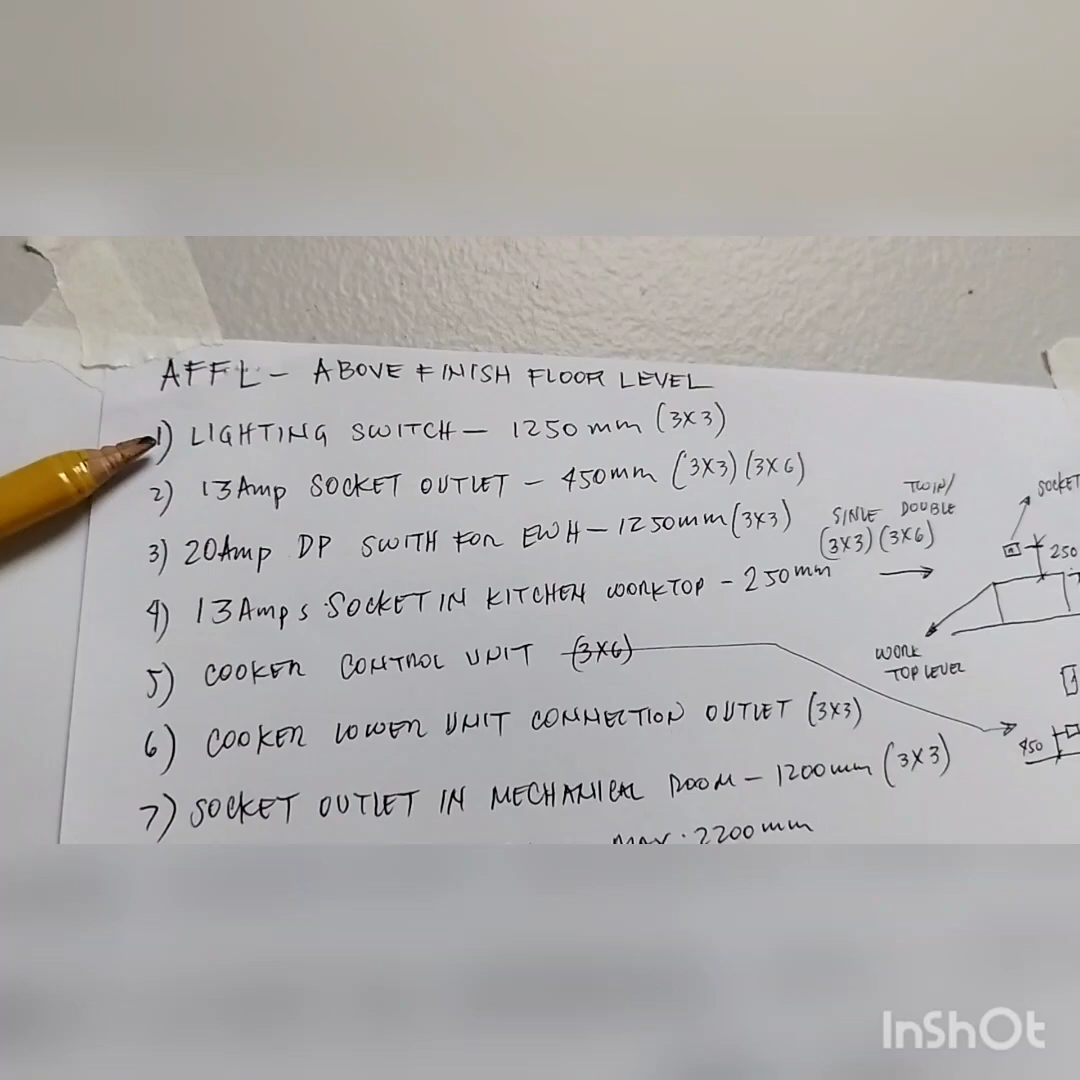 AFFL - ABOVE FINISH FLOOR LEVEL
1) LIGHTING SWITCH - 1250 mm (3X3)
2) 13Amp SOCKET OUTLET - 450mm (3X3) (3X6)
3) 20Amp DP SWITH FOR EWH - 1250mm (3X3)
4) 13Amps SOCKET IN KITCHEN WORKTOP - 250mm
SINLE TWIN/
DOUBLE
(3X3) (3X6)
SOCKET
250
WORK
TOP LEVEL
5) COOKER CONTROL UNIT (3X6)
450
6) COOKER LOWER UNIT CONNECTION OUTLET (3X3)
7) SOCKET OUTLET IN MECHANICAL ROOM - 1200mm (3X3)
2200mm
InShOt